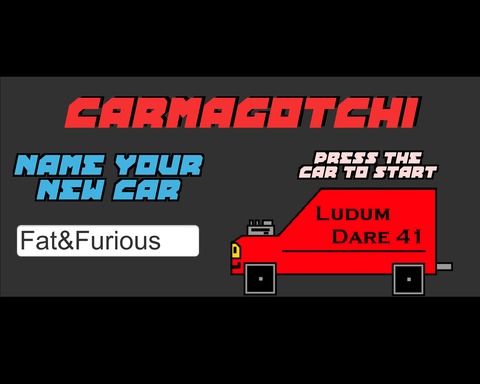 CARMAGOTCHI
NAME YOUR
NEW CAR
Fat&Furious
PRESS THE
CAR TO START
LUDUM
DARE 41